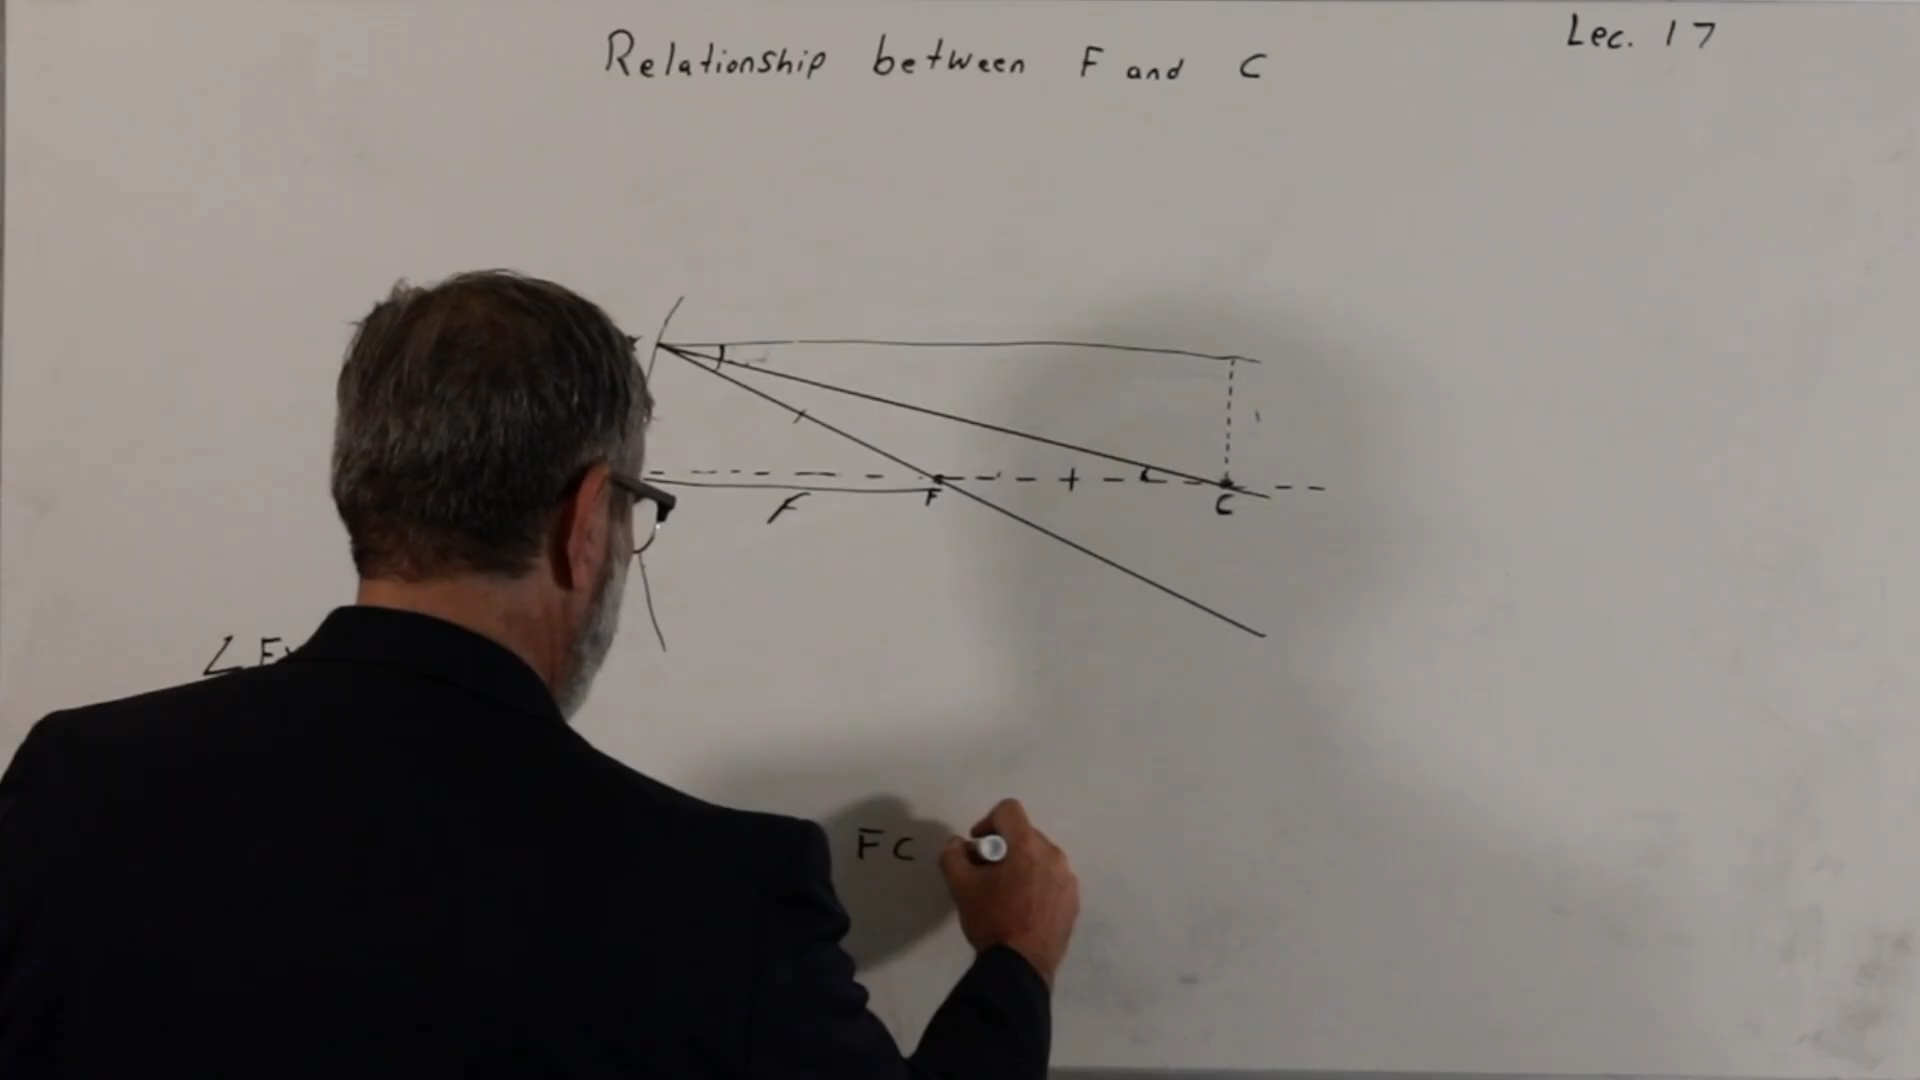 Lec. 17
Relationship between F and C
f
F
C
∠ F
FC